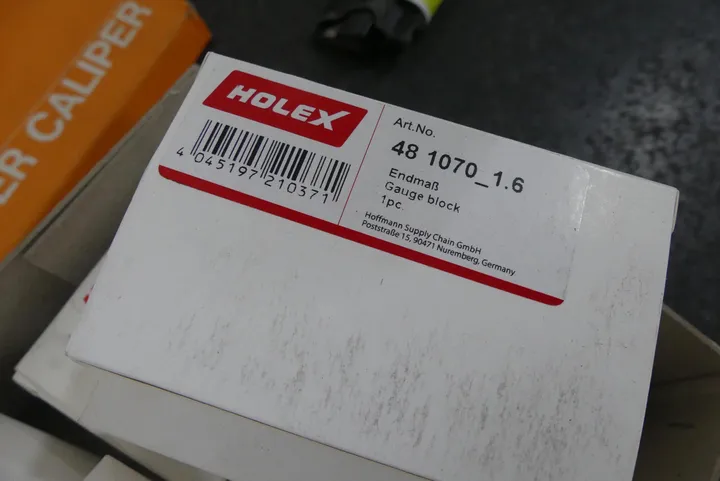 ER CALIPER
HOLEX
4 045197 210371
Art.No.
48 1070_1.6
Endmaß
Gauge block
1pc
Hoffmann Supply Chain GmbH
Poststraße 15, 90471 Nuremberg, Germany